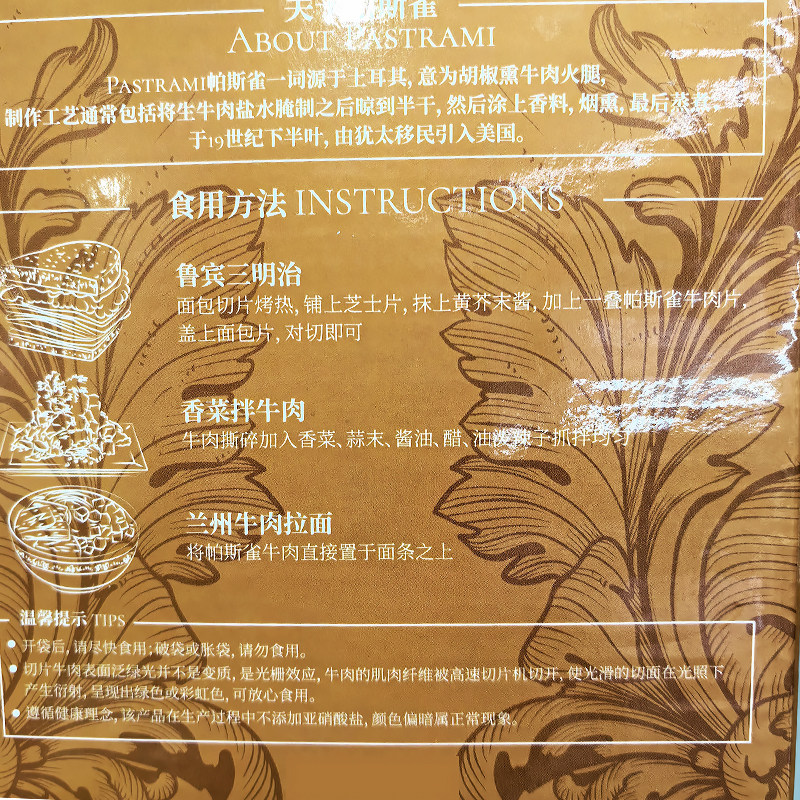 斯雀
ABOUT PASTRAMI
PASTRAMI帕斯雀一词源于土耳其, 意为胡椒熏牛肉火腿,
制作工艺通常包括将生牛肉盐水腌制之后晾到半干, 然后涂上香料, 烟熏, 最后蒸煮,
于19世纪下半叶, 由犹太移民引入美国。
食用方法 INSTRUCTIONS
鲁宾三明治
面包切片烤热, 铺上芝士片, 抹上黄芥末酱, 加上一叠帕斯雀牛肉片,
盖上面包片, 对切即可
香菜拌牛肉
牛肉撕碎加入香菜、蒜末、酱油、醋、油泼辣子抓拌均匀
兰州牛肉拉面
将帕斯雀牛肉直接置于面条之上
温馨提示 TIPS
● 开袋后, 请尽快食用; 破袋或胀袋, 请勿食用。
● 切片牛肉表面泛绿光并不是变质, 是光栅效应, 牛肉的肌肉纤维被高速切片机切开, 使光滑的切面在光照下
产生衍射, 呈现出绿色或彩虹色, 可放心食用。
● 遵循健康理念, 该产品在生产过程中不添加亚硝酸盐, 颜色偏暗属正常现象。